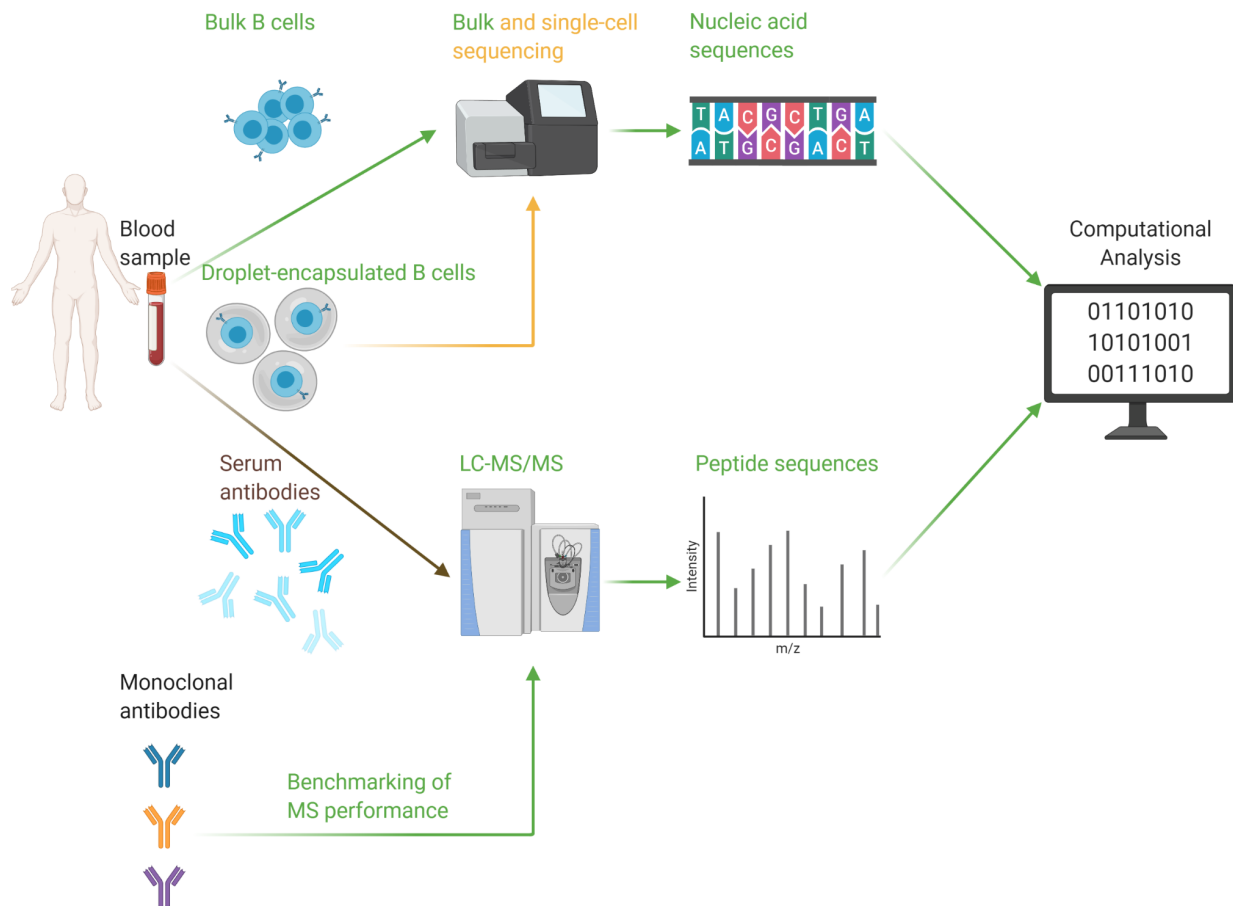 Bulk B cells
Bulk and single-cell
sequencing
Nucleic acid
sequences
T A C G C T G A
A T G C G A C T
Blood
sample
Droplet-encapsulated B cells
Computational
Analysis
01101010
10101001
00111010
Serum
antibodies
LC-MS/MS
Peptide sequences
Intensity
m/z
Monoclonal
antibodies
Benchmarking of
MS performance